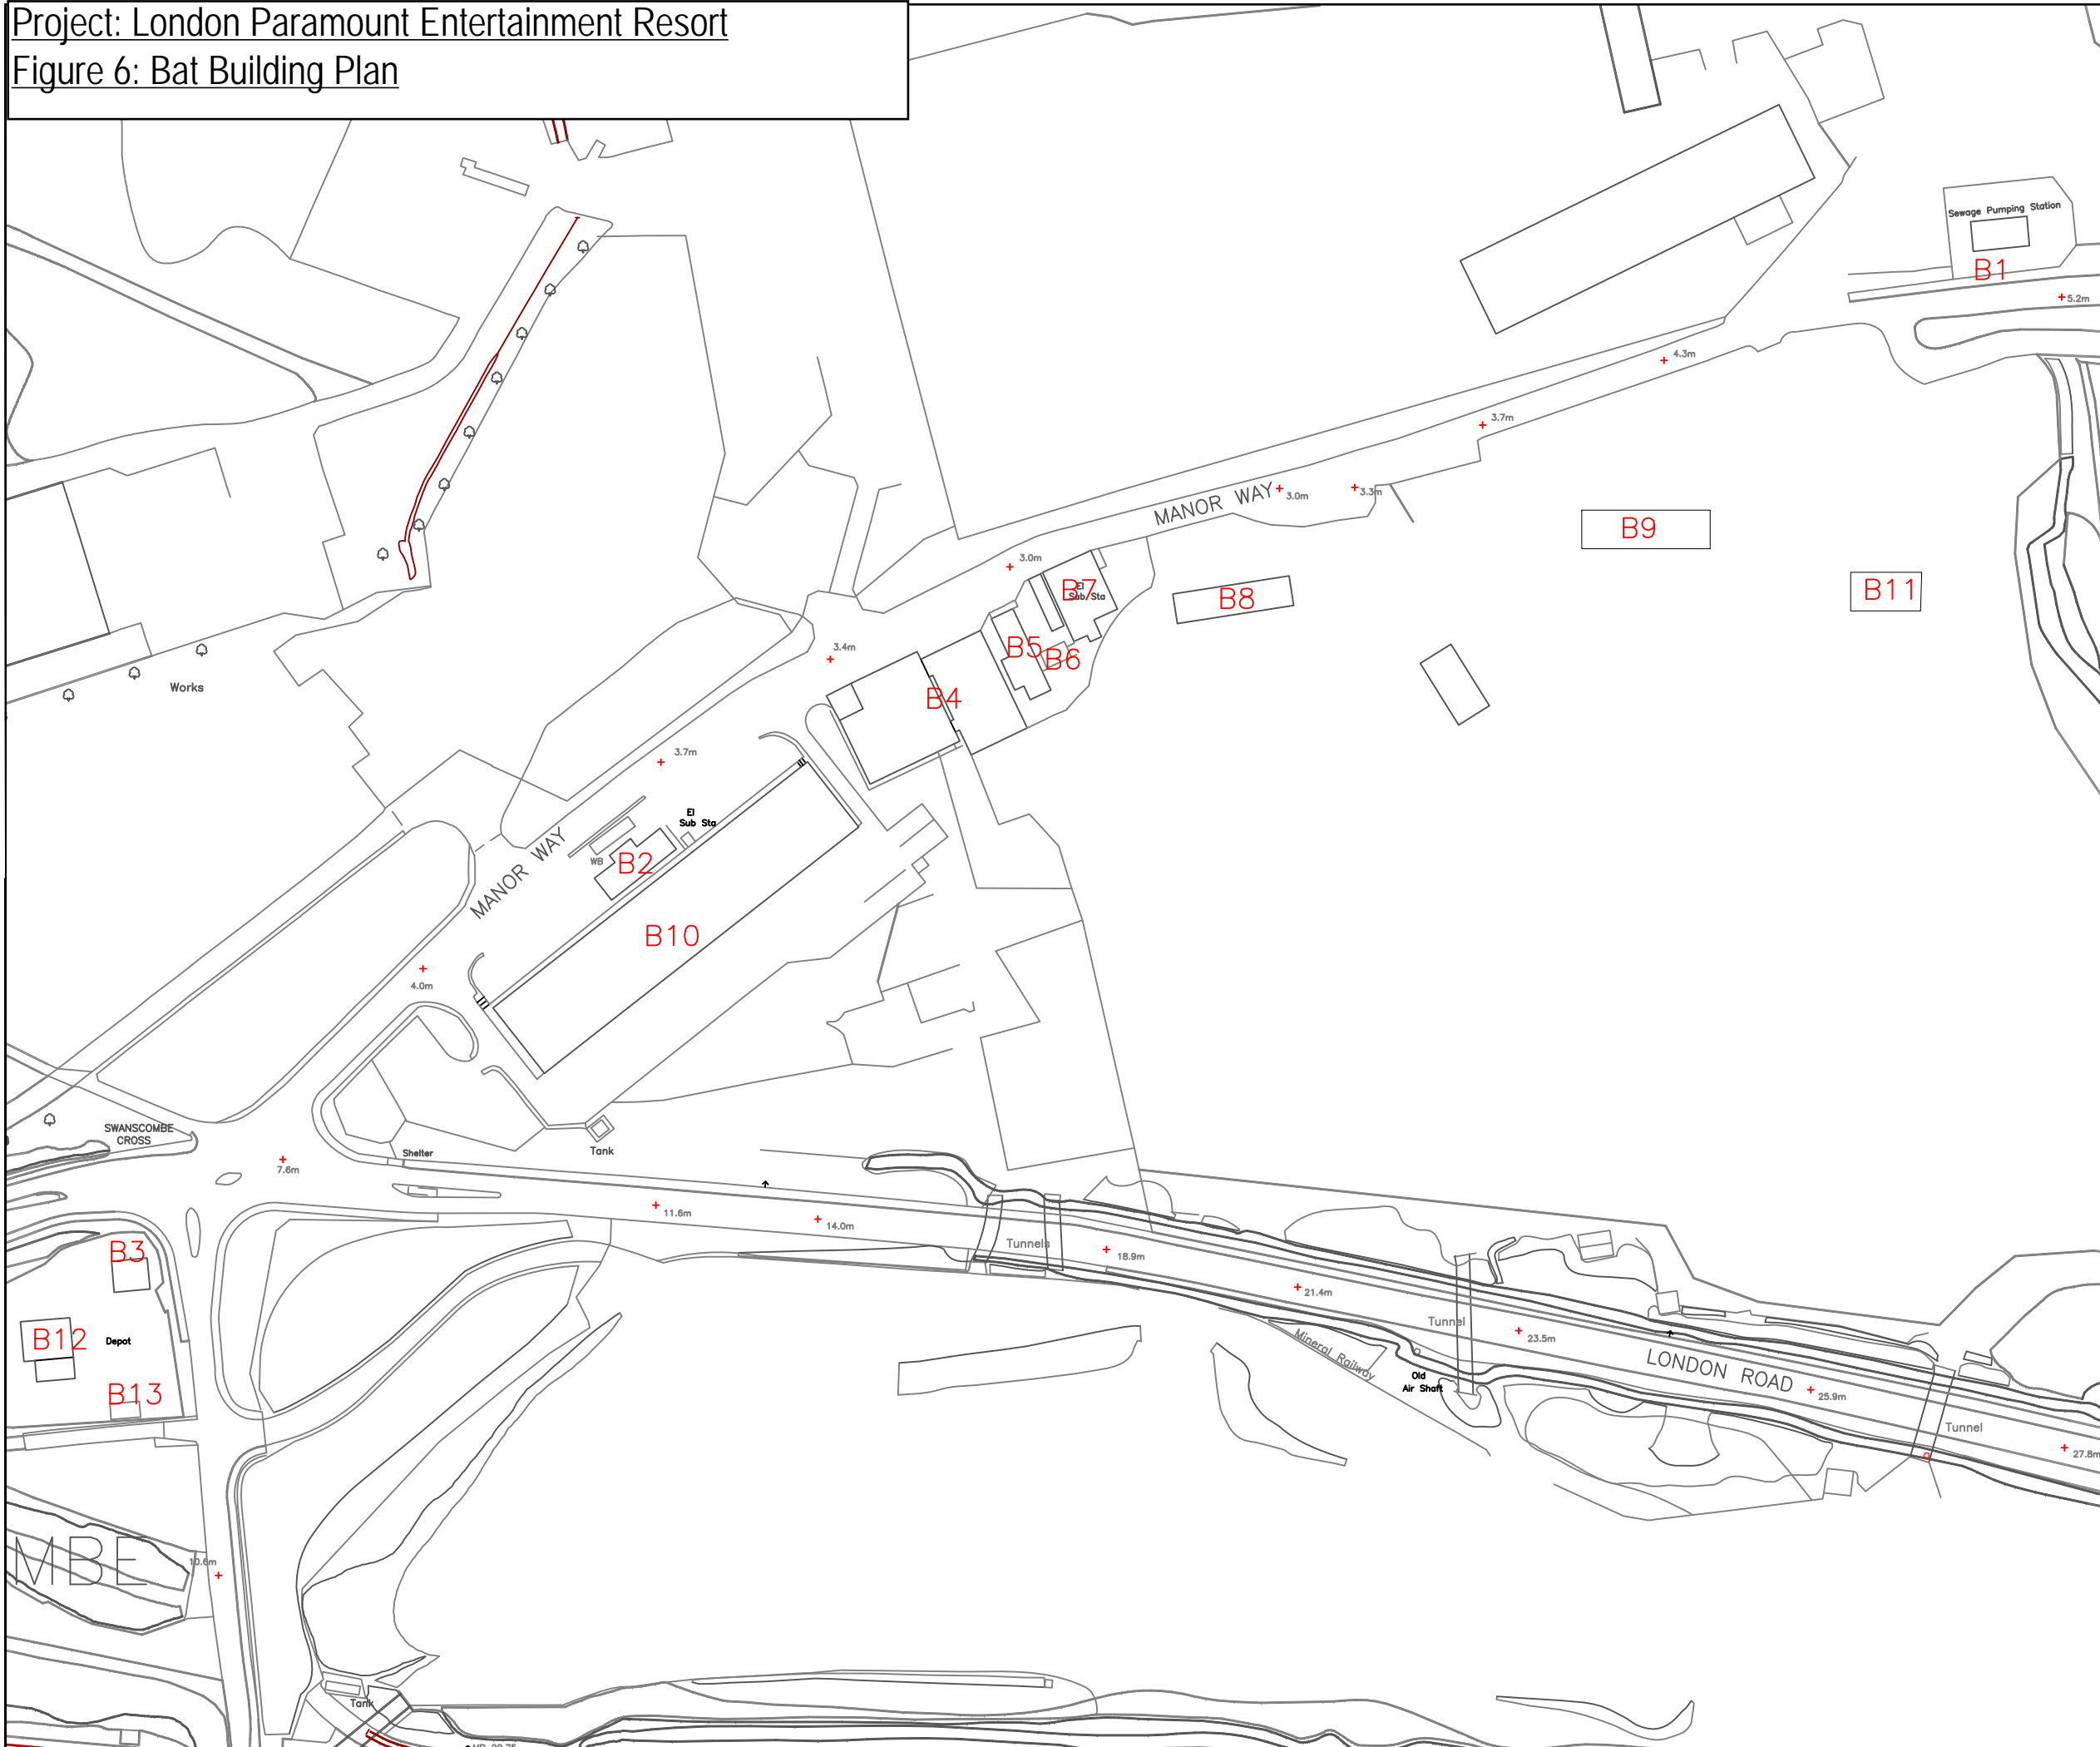 Project: London Paramount Entertainment Resort
Figure 6: Bat Building Plan
Sewage Pumping Station
B1
5.2m
4.3m
3.7m
MANOR WAY
3.0m
3.3m
B9
3.0m
B7
El
Sub Sta
B8
B11
B5
B6
3.4m
Works
B4
3.7m
El
Sub Sta
MANOR WAY
WB
B2
B10
4.0m
SWANSCOMBE
CROSS
Shelter
Tank
7.6m
11.6m
14.0m
Tunnels
18.9m
B3
21.4m
Tunnel
23.5m
B12
Depot
Mineral Railway
LONDON ROAD
Old
Air Shaft
25.9m
B13
Tunnel
27.8m
MBE
10.6m
Tank